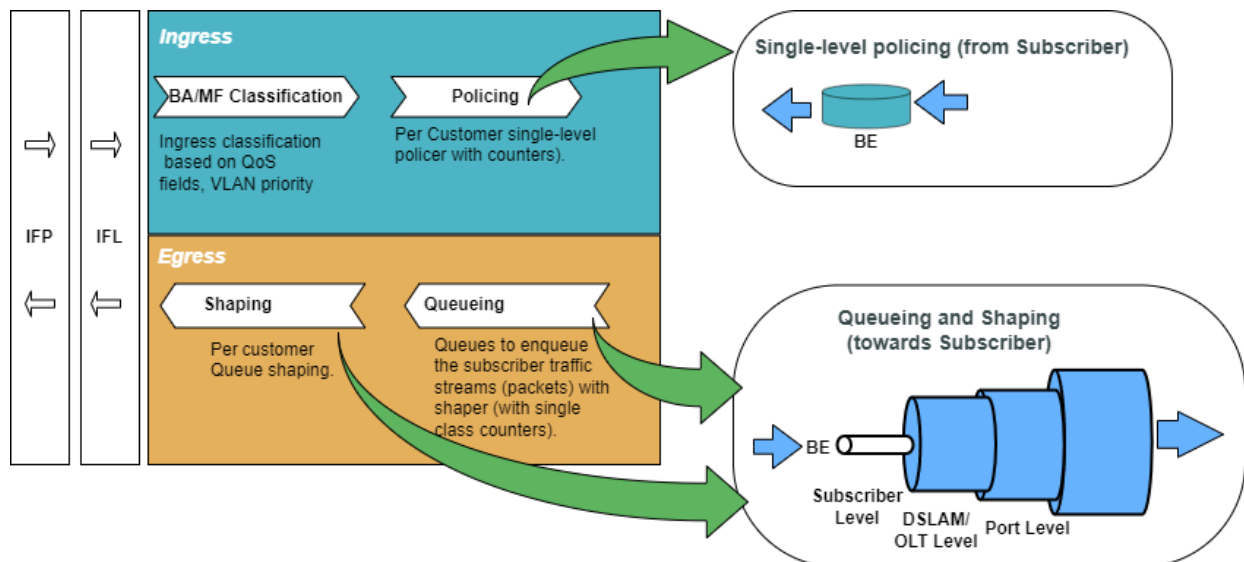 IFP
IFL
Ingress
BA/MF Classification
Ingress classification
based on QoS
fields, VLAN priority
Policing
Per Customer single-level
policer with counters).
Egress
Shaping
Per customer
Queue shaping.
Queueing
Queues to enqueue
the subscriber traffic
streams (packets) with
shaper (with single
class counters).
Single-level policing (from Subscriber)
BE
Queueing and Shaping
(towards Subscriber)
BE
Subscriber
Level
DSLAM/
OLT Level
Port Level